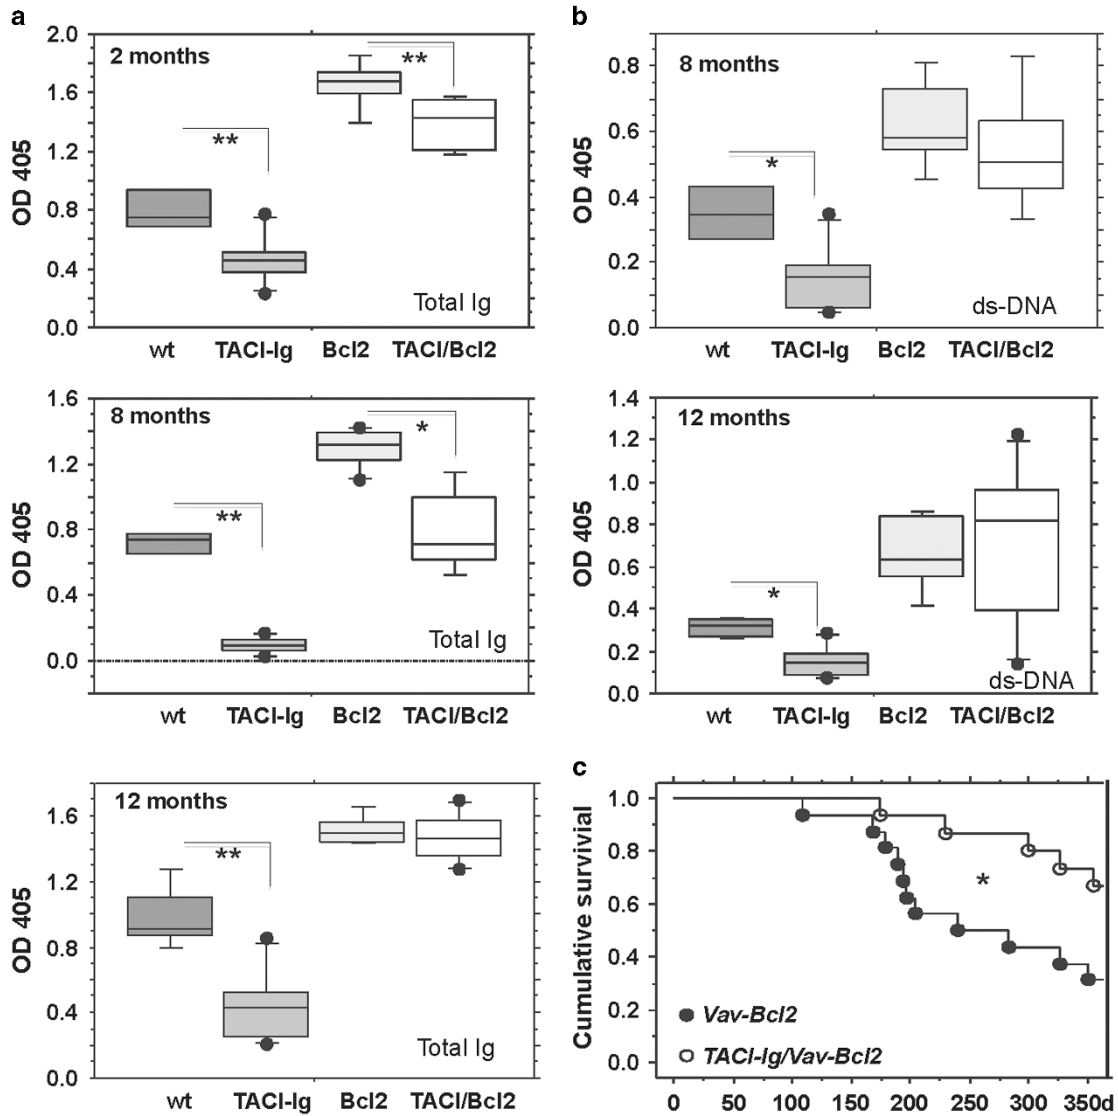 a
2 months
OD 405
2.0
1.6
1.2
0.8
0.4
0.0
**
**
Total Ig
wt TACI-Ig Bcl2 TACI/Bcl2
8 months
OD 405
1.6
1.2
0.8
0.4
0.0
**
*
Total Ig
wt TACI-Ig Bcl2 TACI/Bcl2
12 months
OD 405
1.6
1.2
0.8
0.4
0.0
**
Total Ig
wt TACI-Ig Bcl2 TACI/Bcl2
b
8 months
OD 405
0.8
0.6
0.4
0.2
0.0
*
ds-DNA
wt TACI-Ig Bcl2 TACI/Bcl2
12 months
OD 405
1.4
1.2
1.0
0.8
0.6
0.4
0.2
0.0
*
ds-DNA
wt TACI-Ig Bcl2 TACI/Bcl2
c
Cumulative survivial
1.0
0.8
0.6
0.4
0.2
0.0
*
Vav-Bcl2
TACI-Ig/Vav-Bcl2
0 50 100 150 200 250 300 350d